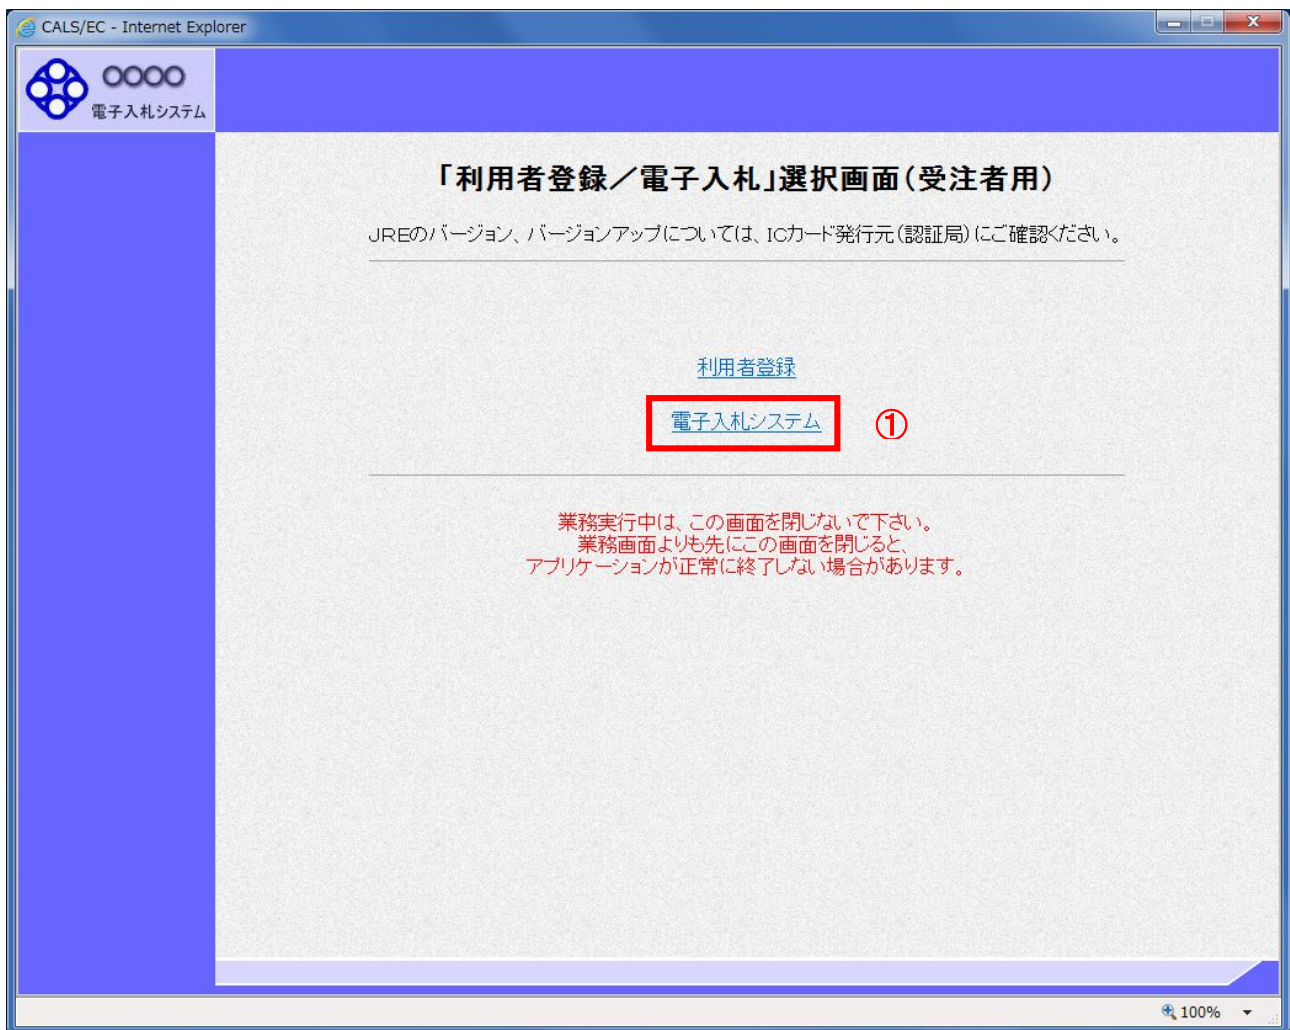 CALS/EC - Internet Explorer
○○○○
電子入札システム
「利用者登録／電子入札」選択画面(受注者用)
JREのバージョン、バージョンアップについては、ICカード発行元(認証局)にご確認ください。
利用者登録
電子入札システム ①
業務実行中は、この画面を閉じないで下さい。
業務画面よりも先にこの画面を閉じると、
アプリケーションが正常に終了しない場合があります。
100%